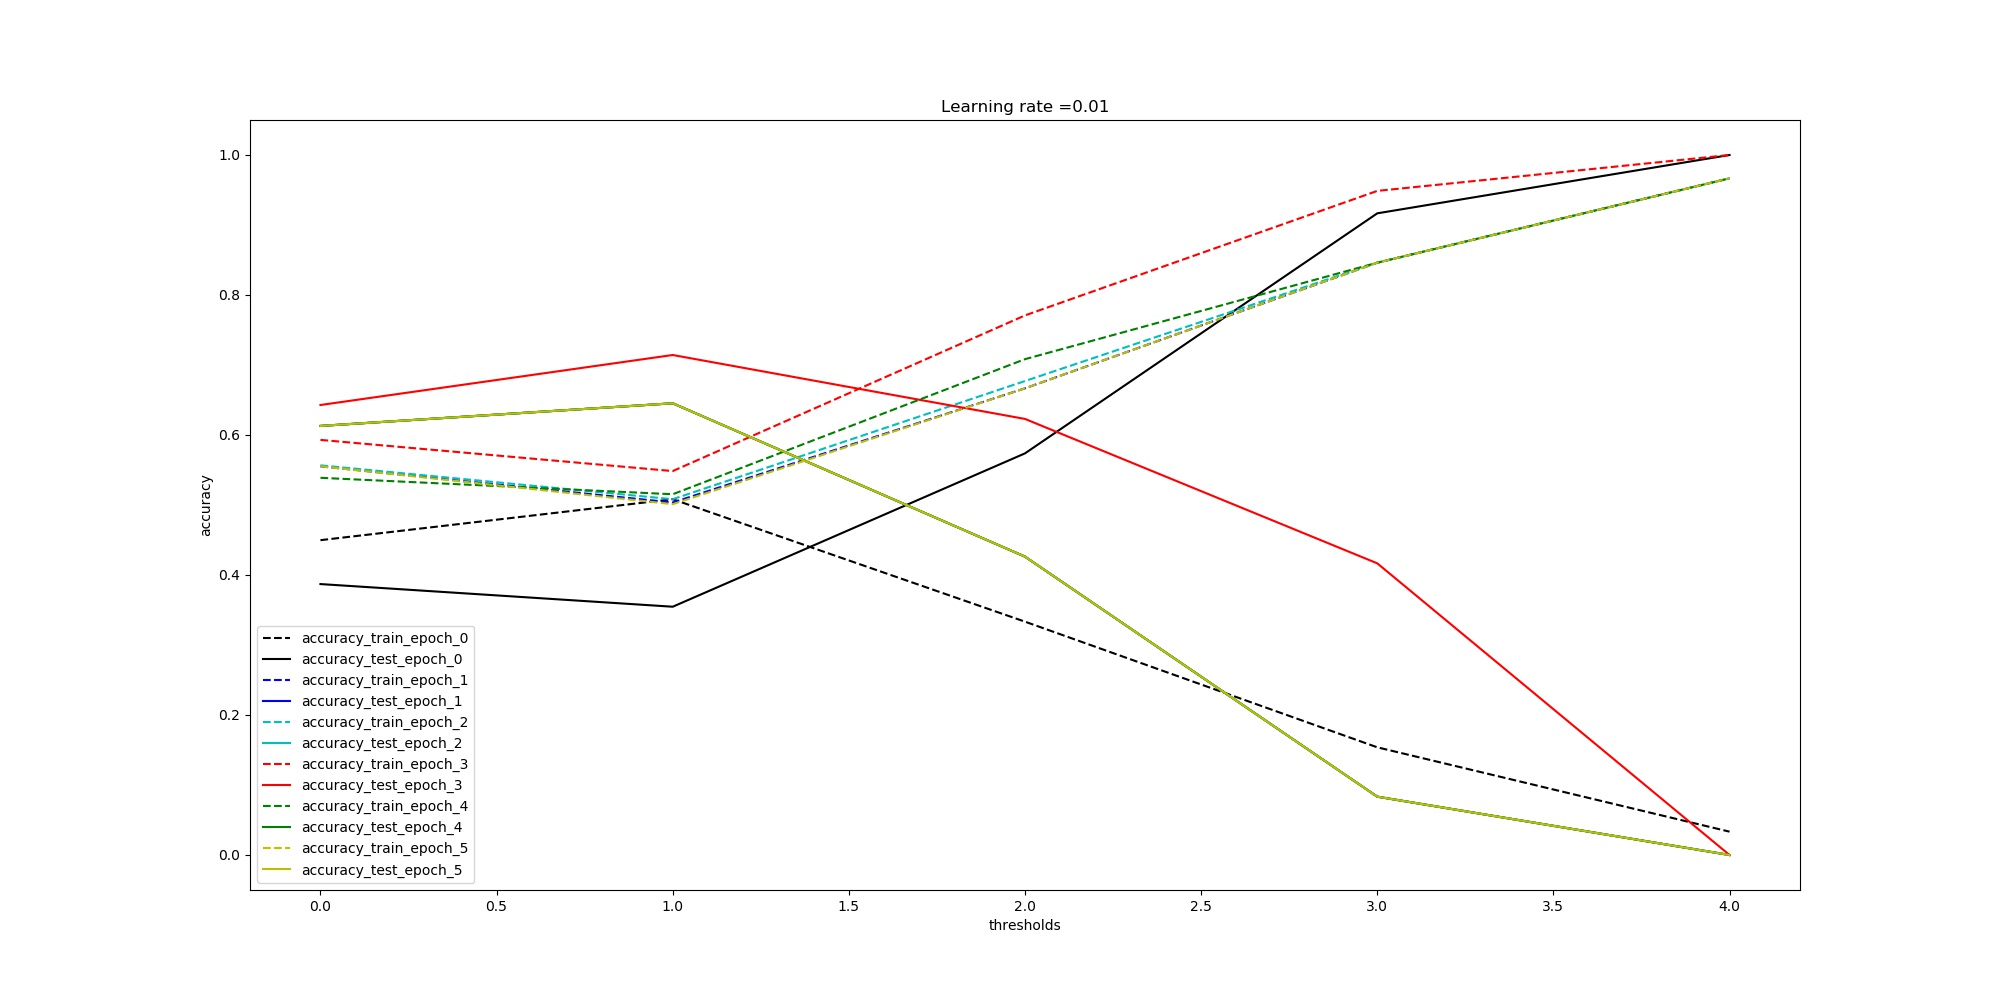 Learning rate =0.01
1.0
0.8
0.6
0.4
0.2
0.0
accuracy
accuracy_train_epoch_0
accuracy_test_epoch_0
accuracy_train_epoch_1
accuracy_test_epoch_1
accuracy_train_epoch_2
accuracy_test_epoch_2
accuracy_train_epoch_3
accuracy_test_epoch_3
accuracy_train_epoch_4
accuracy_test_epoch_4
accuracy_train_epoch_5
accuracy_test_epoch_5
0.0 0.5 1.0 1.5 2.0 2.5 3.0 3.5 4.0
thresholds